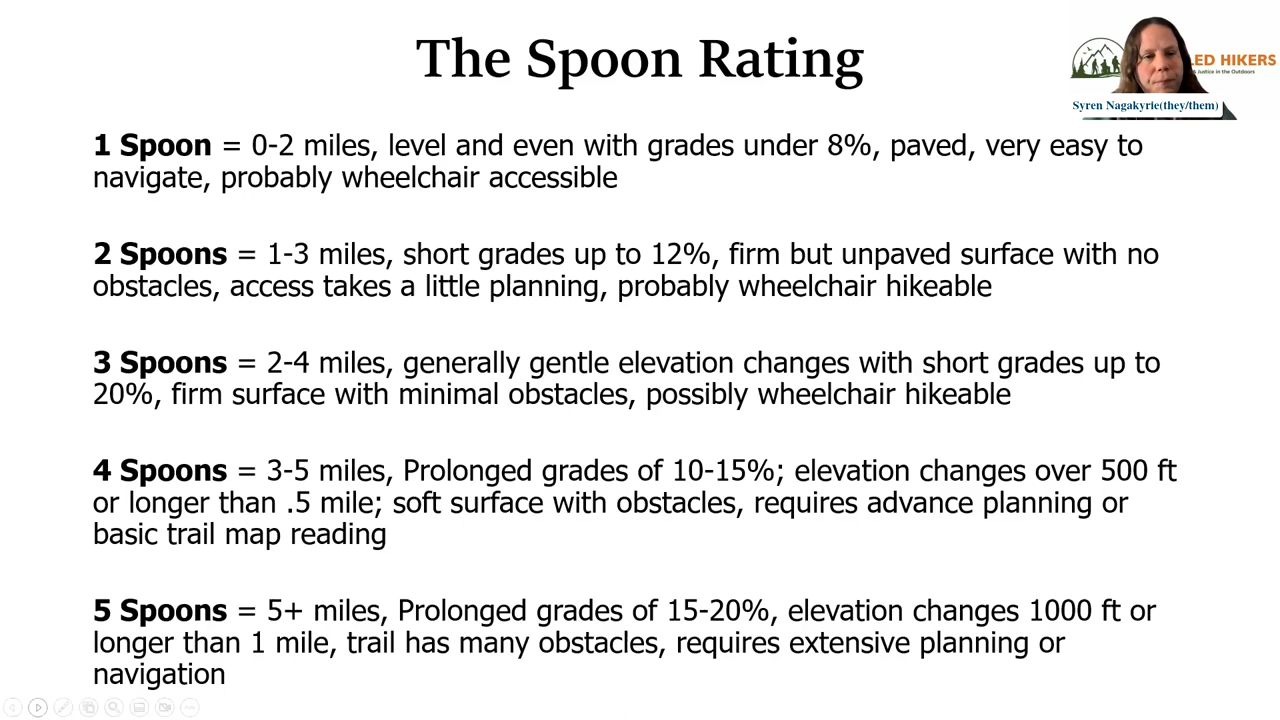 The Spoon Rating
LED HIKERS
& Justice in the Outdoors
Syren Nagakyrie(they/them)
1 Spoon = 0-2 miles, level and even with grades under 8%, paved, very easy to
navigate, probably wheelchair accessible
2 Spoons = 1-3 miles, short grades up to 12%, firm but unpaved surface with no
obstacles, access takes a little planning, probably wheelchair hikeable
3 Spoons = 2-4 miles, generally gentle elevation changes with short grades up to
20%, firm surface with minimal obstacles, possibly wheelchair hikeable
4 Spoons = 3-5 miles, Prolonged grades of 10-15%; elevation changes over 500 ft
or longer than .5 mile; soft surface with obstacles, requires advance planning or
basic trail map reading
5 Spoons = 5+ miles, Prolonged grades of 15-20%, elevation changes 1000 ft or
longer than 1 mile, trail has many obstacles, requires extensive planning or
navigation